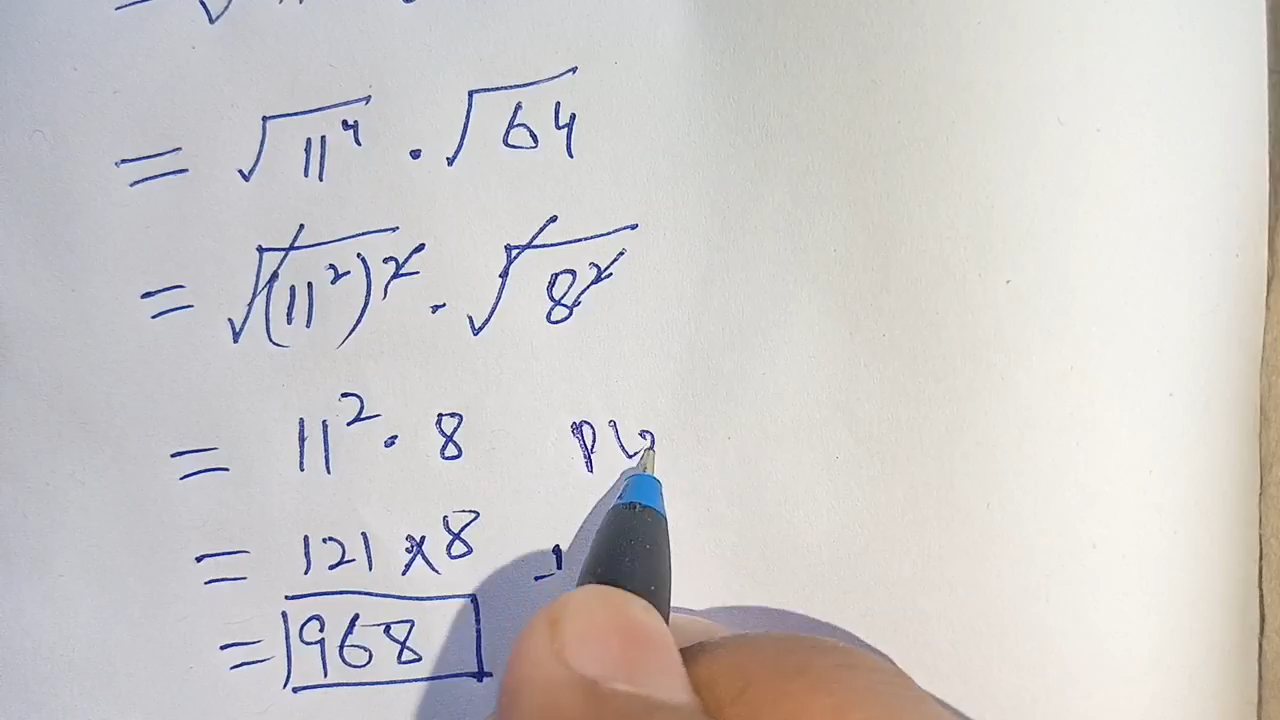 = √11⁴ · √64
= √(11²)² · √8²
= 11² · 8
= 121 × 8
= 968